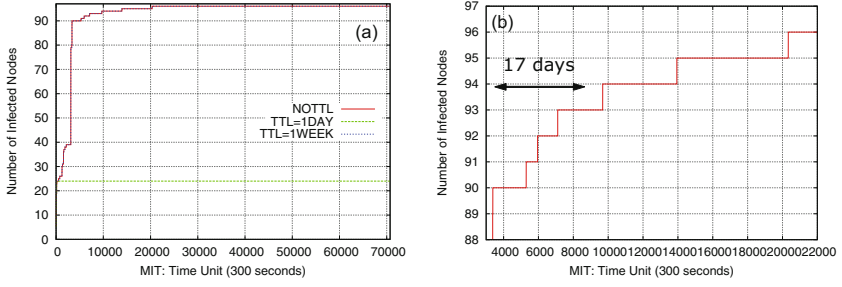 (a)
Number of Infected Nodes
90
80
70
60
50
40
30
20
10
0
NOTTL
TTL=1DAY
TTL=1WEEK
0 10000 20000 30000 40000 50000 60000 70000
MIT: Time Unit (300 seconds)
(b)
Number of Infected Nodes
97
96
95
94
93
92
91
90
89
88
17 days
4000 6000 8000 10000 12000 14000 16000 18000 20000 22000
MIT: Time Unit (300 seconds)